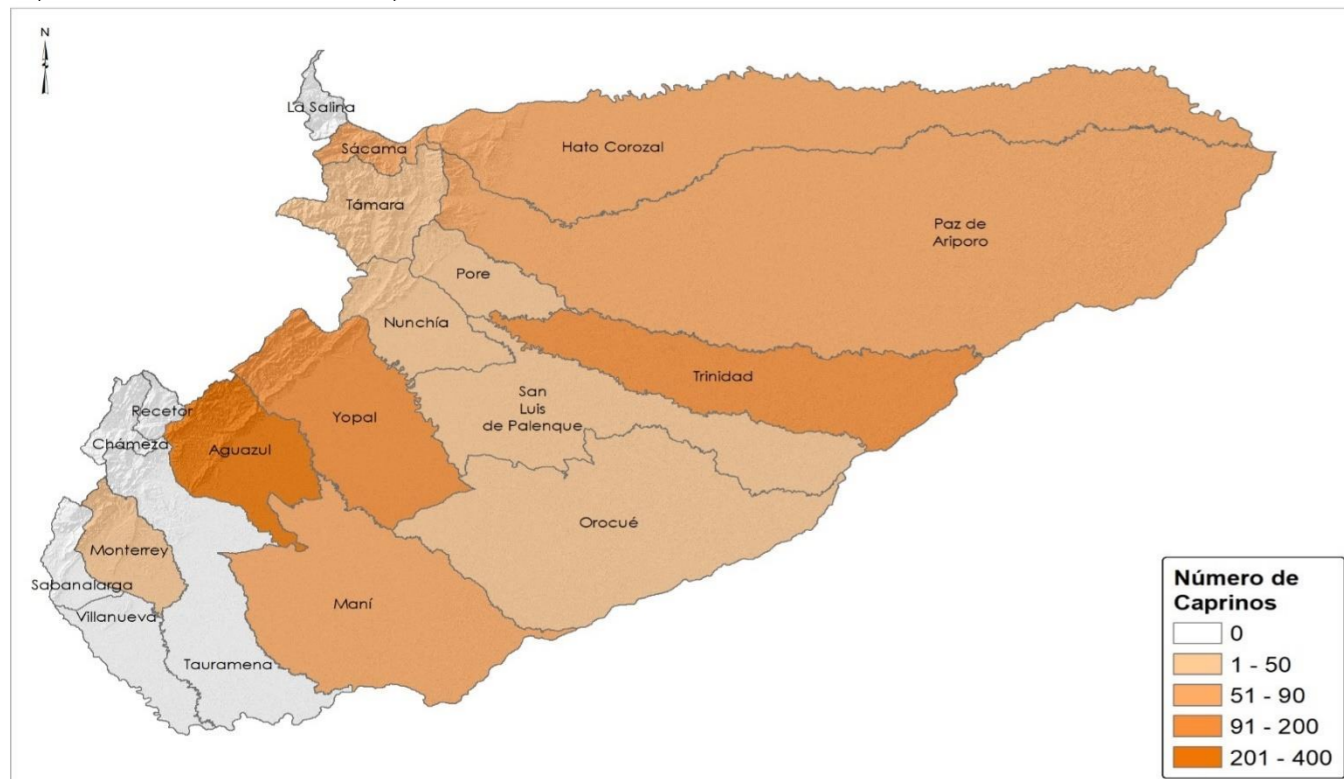 N
La Salina
Sácama
Hato Corozal
Támara
Paz de
Ariporo
Pore
Nunchía
Trinidad
San
Luis
de Palenque
Recetor
Yopal
Chámeza
Aguazul
Orocué
Monterrey
Sabanalarga
Maní
Villanueva
Tauramena
Número de
Caprinos
0
1 - 50
51 - 90
91 - 200
201 - 400